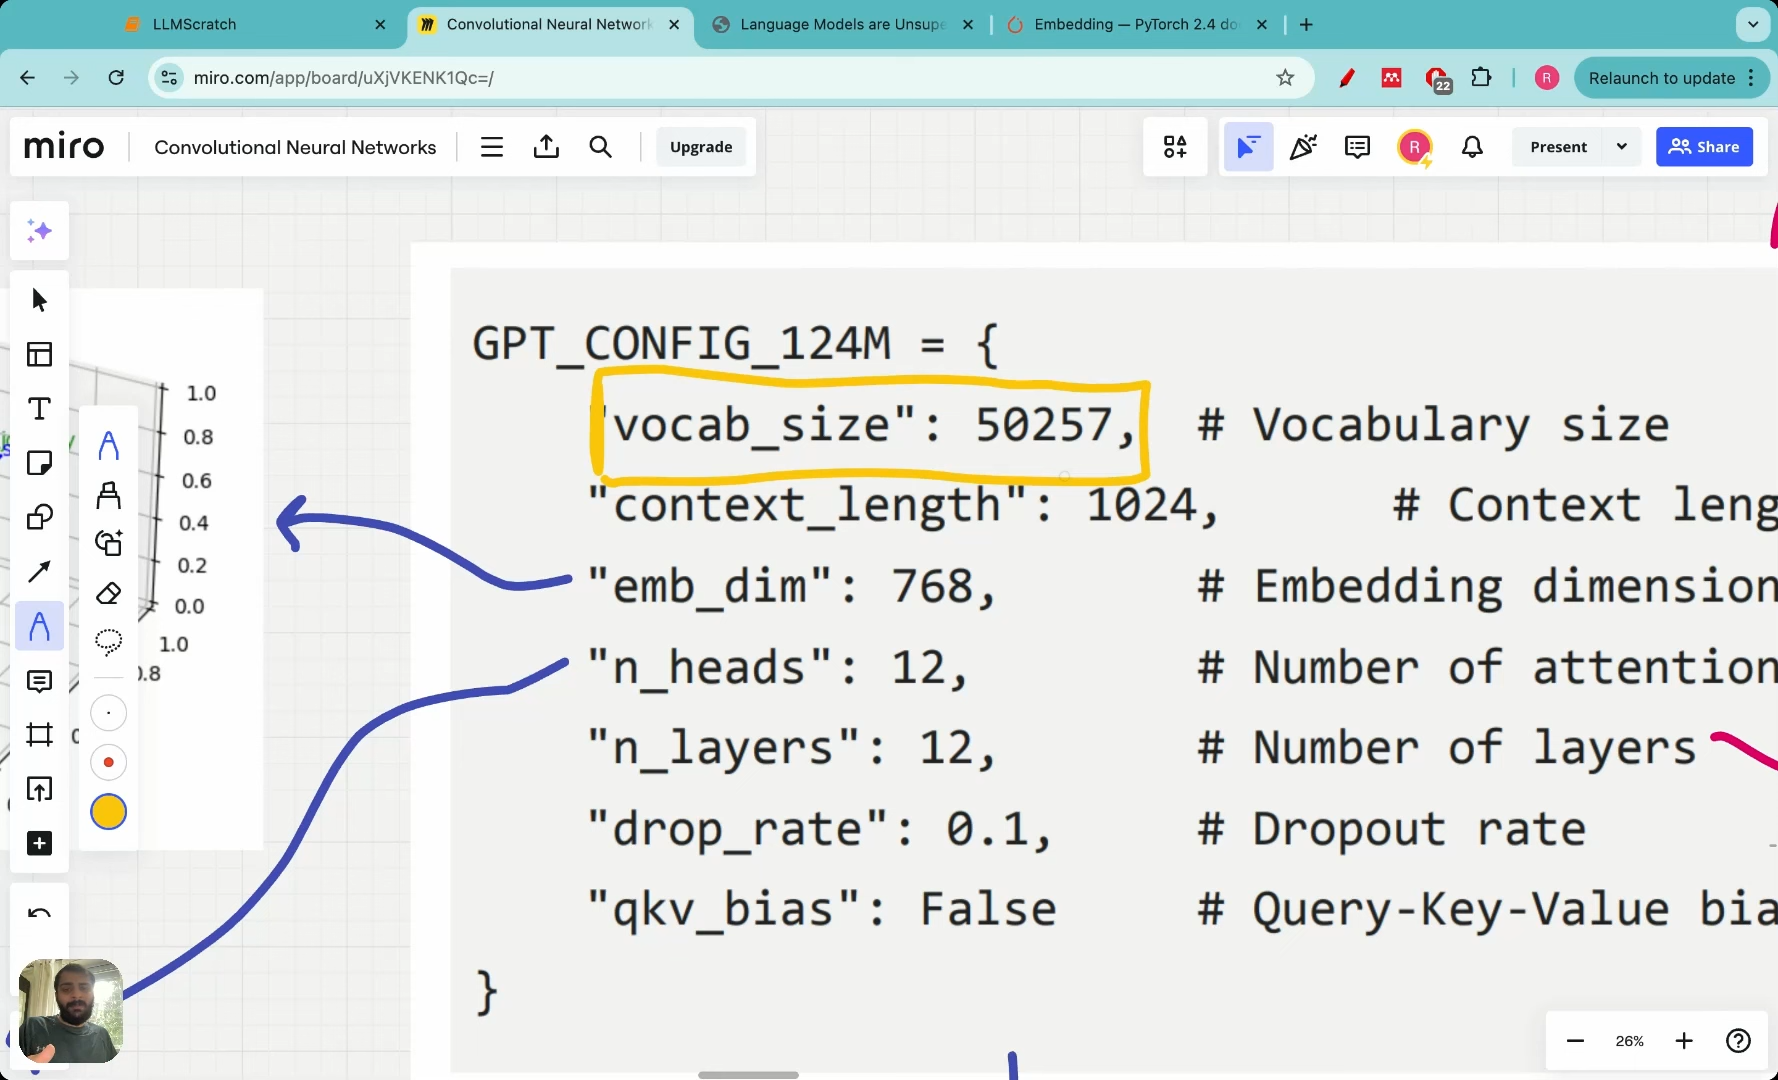 LLMScratch
Convolutional Neural Network
Language Models are Unsupe
Embedding — PyTorch 2.4 do
miro.com/app/board/uXjVKENK1Qc=/
22
R
Relaunch to update
miro
Convolutional Neural Networks
Upgrade
R
Present
Share
GPT_CONFIG_124M = {
"vocab_size": 50257, # Vocabulary size
"context_length": 1024, # Context leng
"emb_dim": 768, # Embedding dimension
"n_heads": 12, # Number of attention
"n_layers": 12, # Number of layers
"drop_rate": 0.1, # Dropout rate
"qkv_bias": False # Query-Key-Value bia
}
1.0
0.8
0.6
0.4
0.2
0.0
1.0
0.8
26%